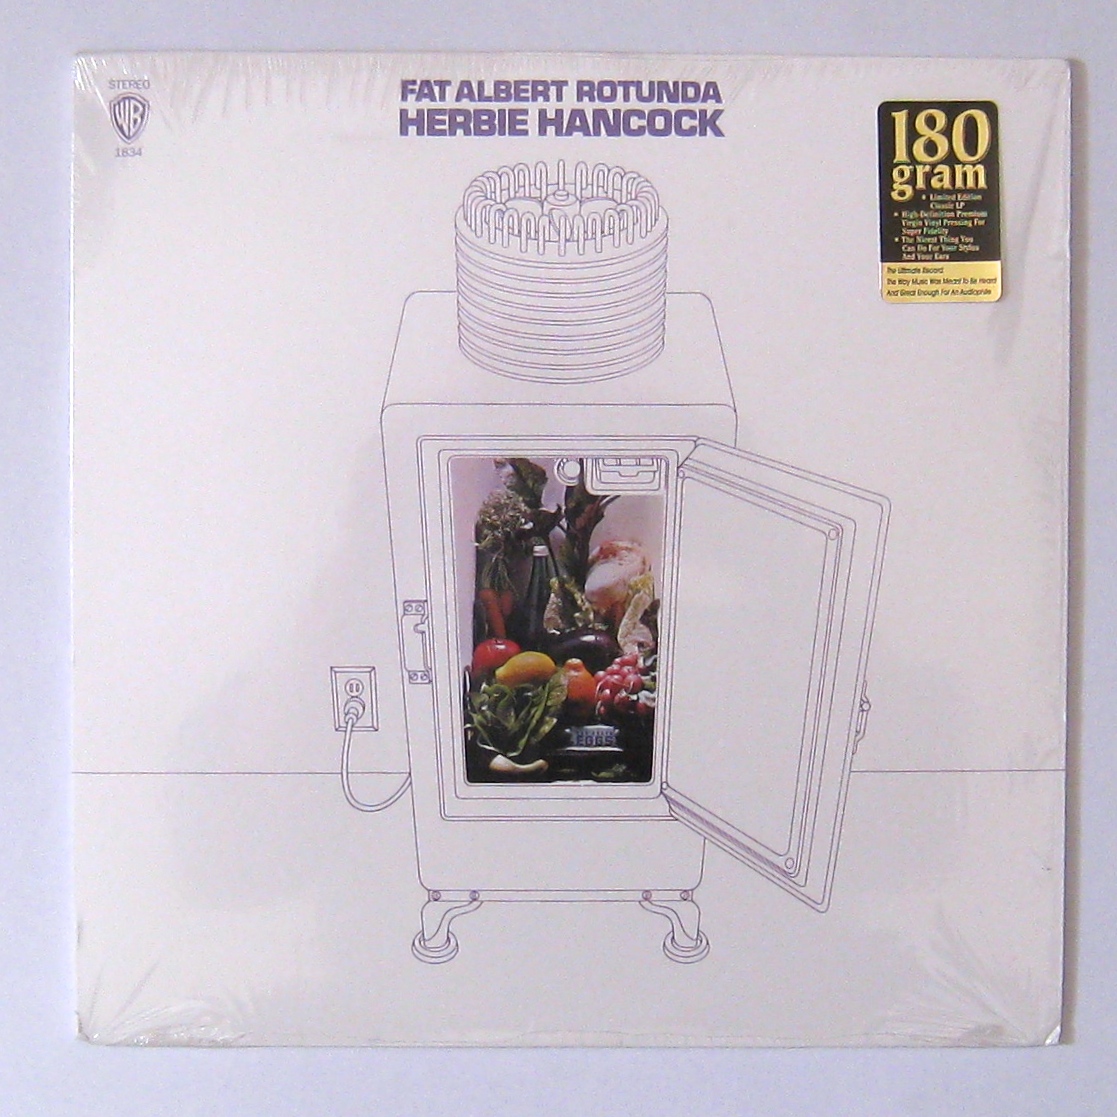 STEREO
WB
1834
FAT ALBERT ROTUNDA
HERBIE HANCOCK
180
gram
• Limited Edition
Classic LP
• High-Definition Premium
Virgin Vinyl Pressing For
Super Fidelity
• The Nicest Thing You
Can Do For Your Stylus
And Your Ears
The Ultimate Record
The Way Music Was Meant To Be Heard
And Great Enough For An Audiophile
EGGS